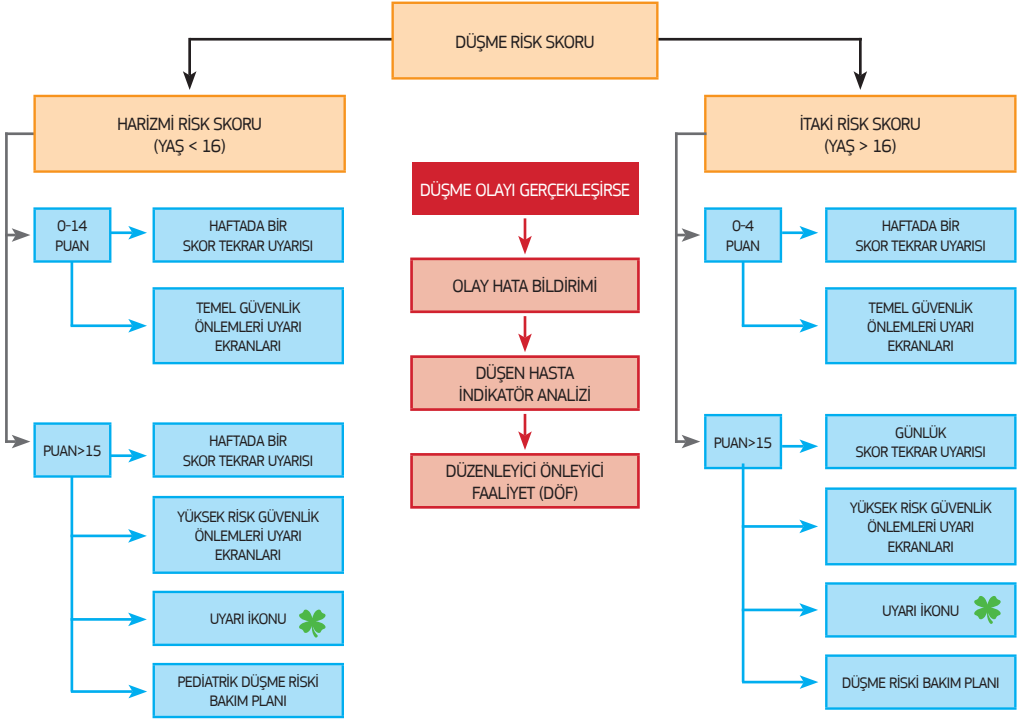 DÜŞME RİSK SKORU
HARİZMİ RİSK SKORU
(YAŞ < 16)
0-14
PUAN
HAFTADA BİR
SKOR TEKRAR UYARISI
TEMEL GÜVENLİK
ÖNLEMLERİ UYARI
EKRANLARI
PUAN>15
HAFTADA BİR
SKOR TEKRAR UYARISI
YÜKSEK RİSK GÜVENLİK
ÖNLEMLERİ UYARI
EKRANLARI
UYARI İKONU
PEDİATRİK DÜŞME RİSKİ
BAKIM PLANI
DÜŞME OLAYI GERÇEKLEŞİRSE
OLAY HATA BİLDİRİMİ
DÜŞEN HASTA
İNDİKATÖR ANALİZİ
DÜZENLEYİCİ ÖNLEYİCİ
FAALİYET (DÖF)
İTAKİ RİSK SKORU
(YAŞ > 16)
0-4
PUAN
HAFTADA BİR
SKOR TEKRAR UYARISI
TEMEL GÜVENLİK
ÖNLEMLERİ UYARI
EKRANLARI
PUAN>15
GÜNLÜK
SKOR TEKRAR UYARISI
YÜKSEK RİSK GÜVENLİK
ÖNLEMLERİ UYARI
EKRANLARI
UYARI İKONU
DÜŞME RİSKİ BAKIM PLANI